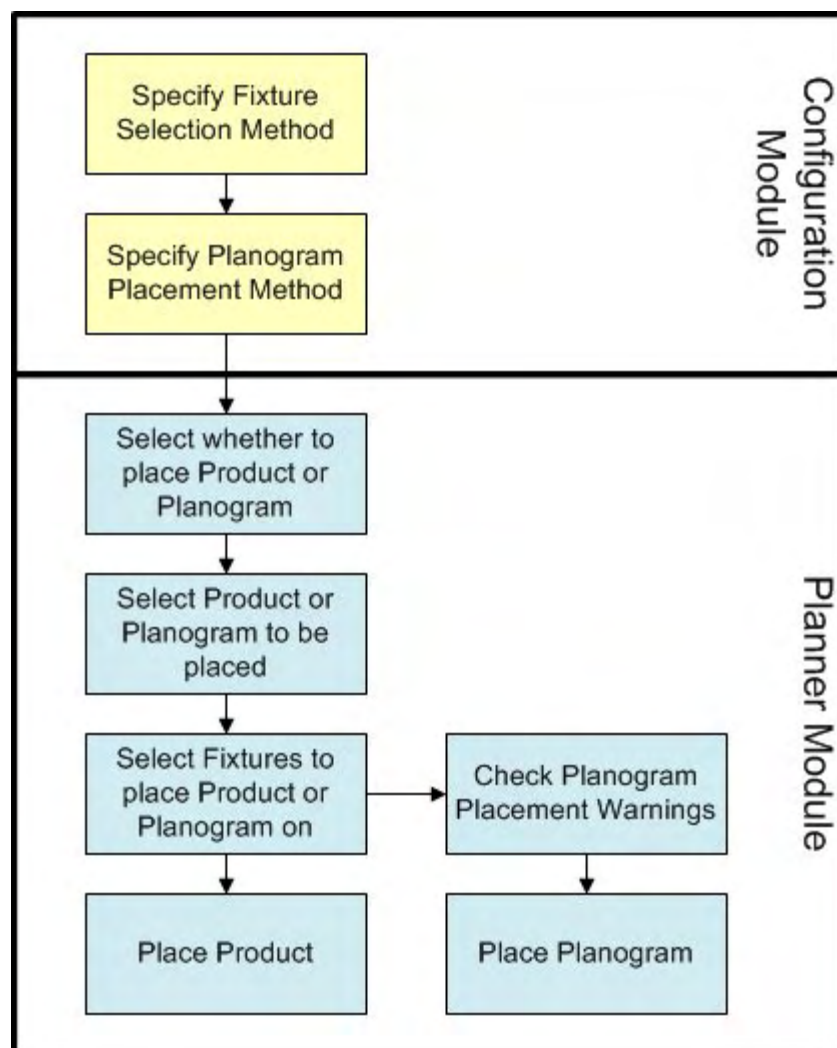 Specify Fixture
Selection Method
Specify Planogram
Placement Method
Configuration
Module
Select whether to
place Product or
Planogram
Select Product or
Planogram to be
placed
Select Fixtures to
place Product or
Planogram on
Check Planogram
Placement Warnings
Place Product
Place Planogram
Planner Module